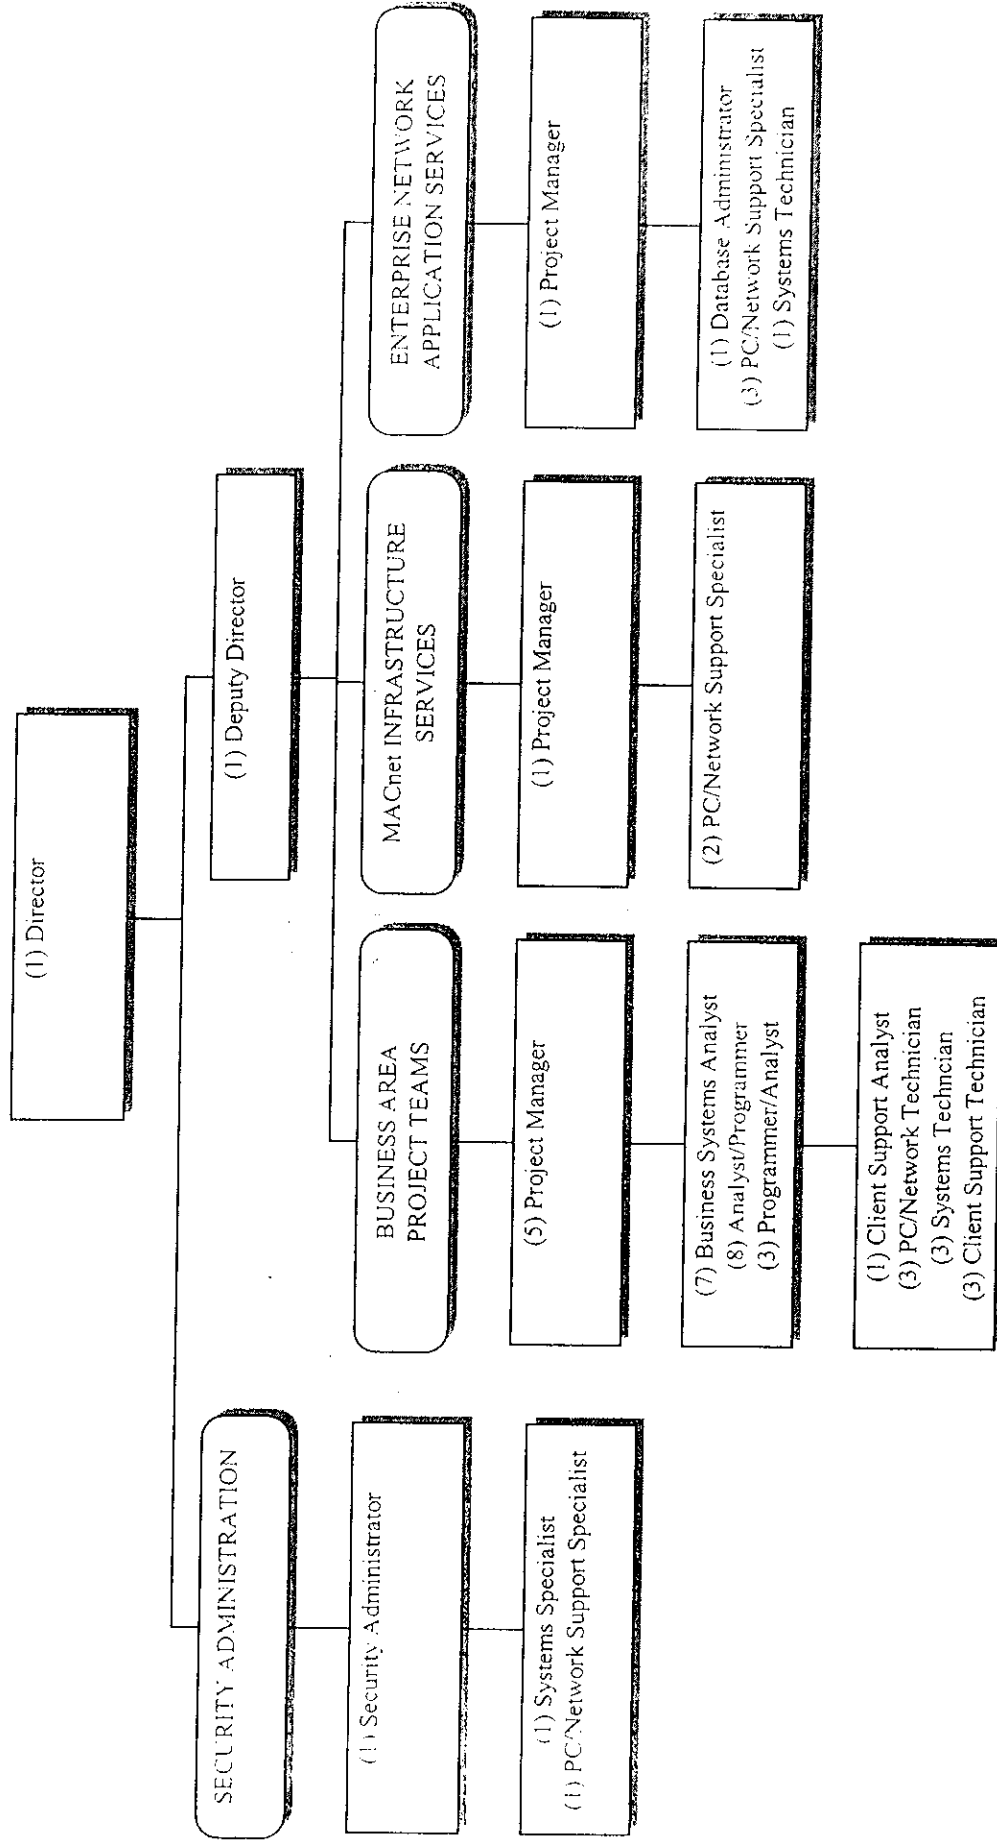 (1) Director
SECURITY ADMINISTRATION
(1) Deputy Director
(1) Security Administrator
BUSINESS AREA
PROJECT TEAMS
MACnet INFRASTRUCTURE
SERVICES
ENTERPRISE NETWORK
APPLICATION SERVICES
(1) Systems Specialist
(1) PC/Network Support Specialist
(5) Project Manager
(1) Project Manager
(1) Project Manager
(7) Business Systems Analyst
(8) Analyst/Programmer
(3) Programmer/Analyst
(2) PC/Network Support Specialist
(1) Database Administrator
(3) PC/Network Support Specialist
(1) Systems Technician
(1) Client Support Analyst
(3) PC/Network Technician
(3) Systems Techncian
(3) Client Support Technician